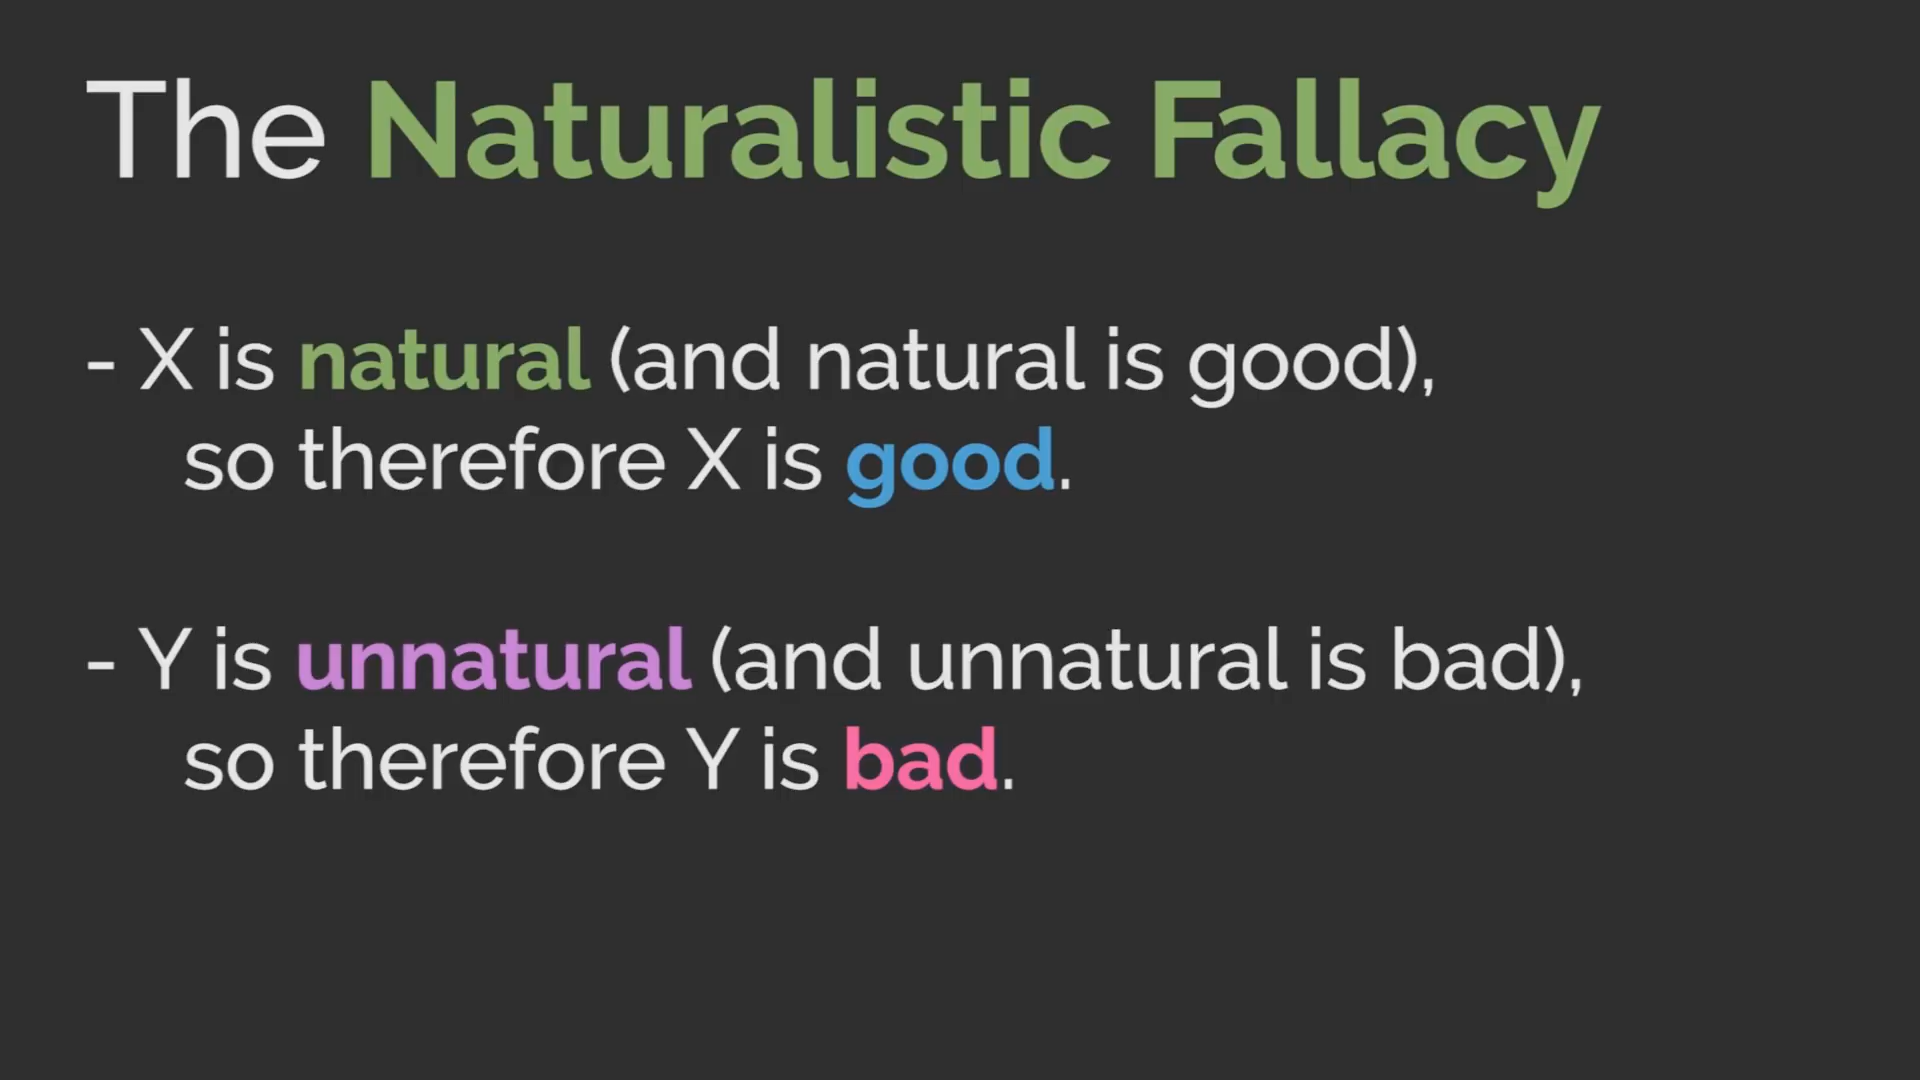 The Naturalistic Fallacy
- X is natural (and natural is good),
so therefore X is good.
- Y is unnatural (and unnatural is bad),
so therefore Y is bad.